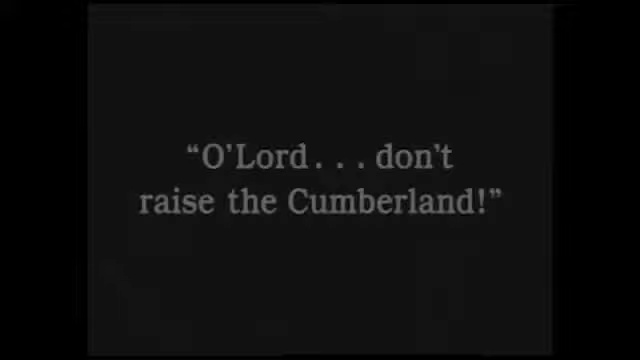 “O’Lord . . . don’t
raise the Cumberland!”